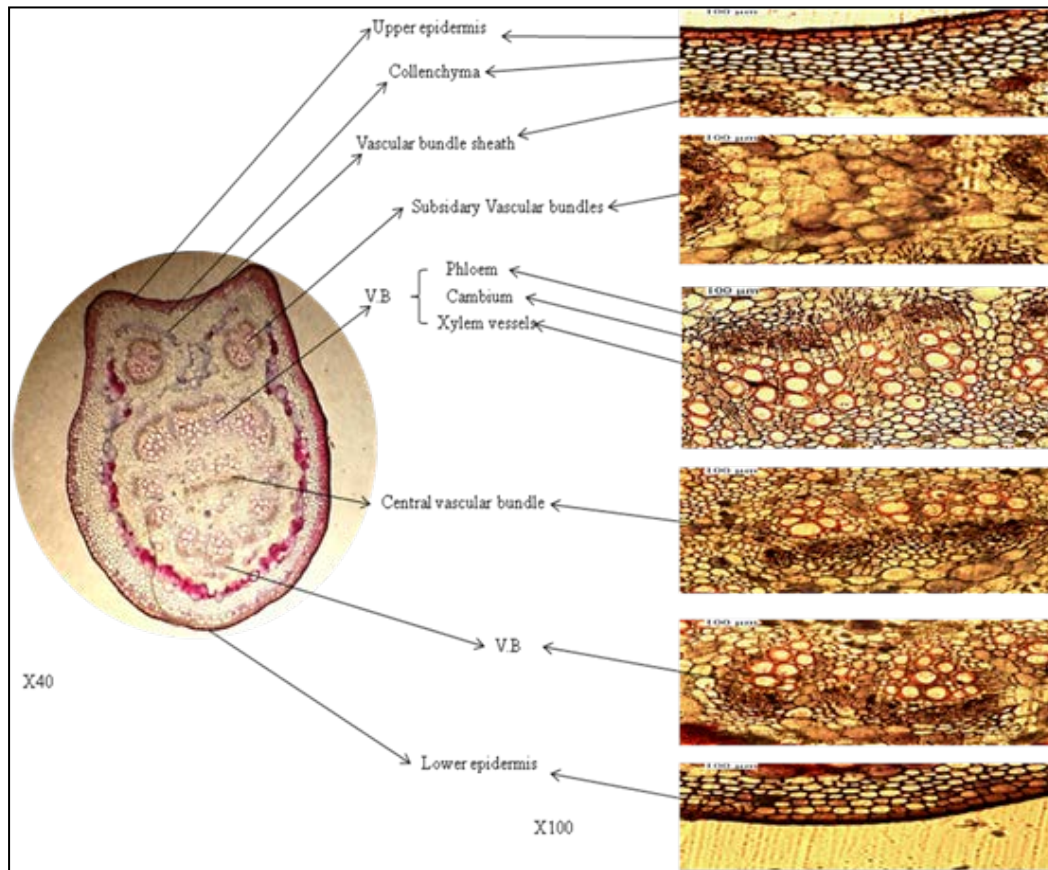 100 µm
Upper epidermis
Collenchyma
Vascular bundle sheath
100 µm
Subsidary Vascular bundles
Phloem
100 µm
V.B
Cambium
Xylem vessels
100 µm
Central vascular bundle
100 µm
V.B
X40
Lower epidermis
100 µm
X100